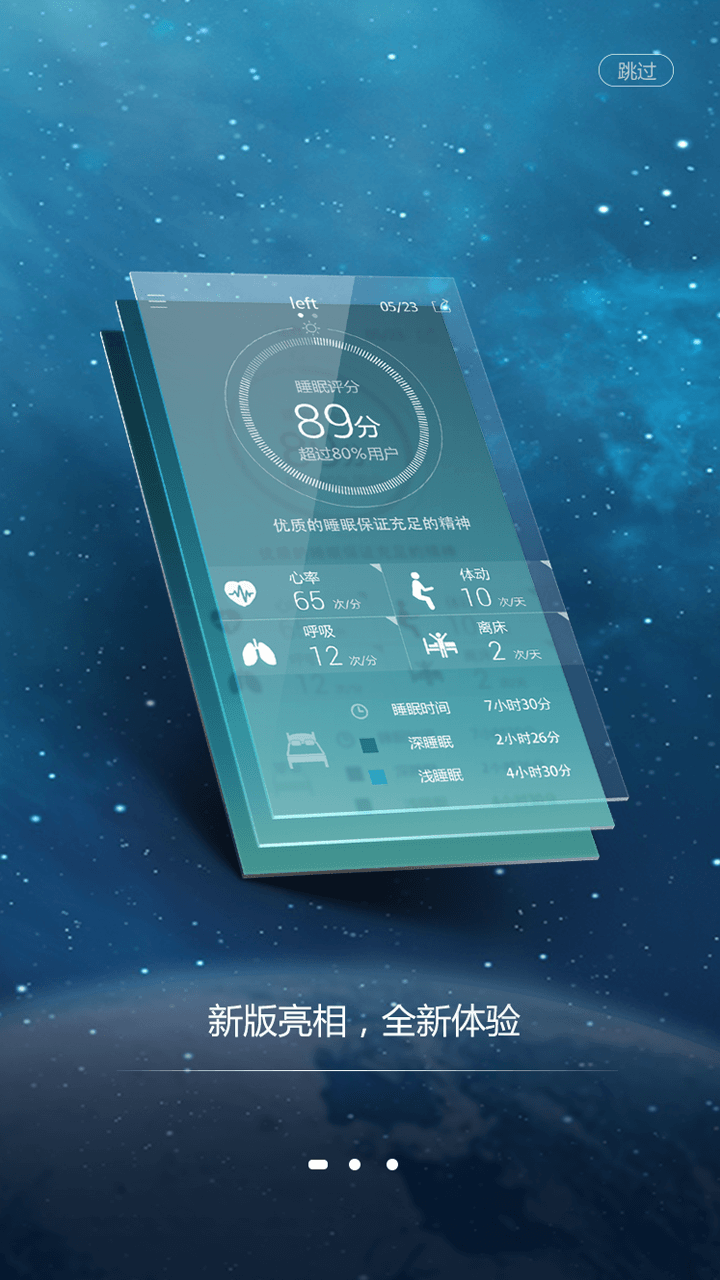 跳过
left 05/23
睡眠评分
89分
超过80%用户
优质的睡眠保证充足的精神
心率 体动
65 次/分 10 次/天
呼吸 离床
12 次/分 2 次/天
睡眠时间 7小时30分
深睡眠 2小时26分
浅睡眠 4小时30分
新版亮相，全新体验